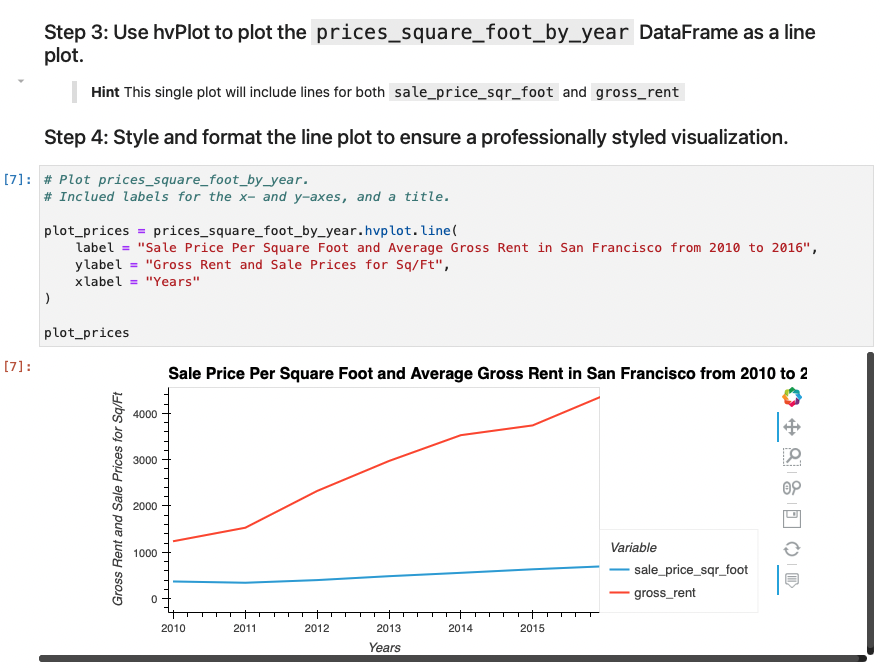 Step 3: Use hvPlot to plot the prices_square_foot_by_year DataFrame as a line
plot.
Hint This single plot will include lines for both sale_price_sqr_foot and gross_rent
Step 4: Style and format the line plot to ensure a professionally styled visualization.
[7]: # Plot prices_square_foot_by_year.
# Inclued labels for the x- and y-axes, and a title.
plot_prices = prices_square_foot_by_year.hvplot.line(
label = "Sale Price Per Square Foot and Average Gross Rent in San Francisco from 2010 to 2016",
ylabel = "Gross Rent and Sale Prices for Sq/Ft",
xlabel = "Years"
)
plot_prices
[7]:
Sale Price Per Square Foot and Average Gross Rent in San Francisco from 2010 to 2
Gross Rent and Sale Prices for Sq/Ft
4000
3000
2000
1000
0
2010 2011 2012 2013 2014 2015
Years
Variable
sale_price_sqr_foot
gross_rent